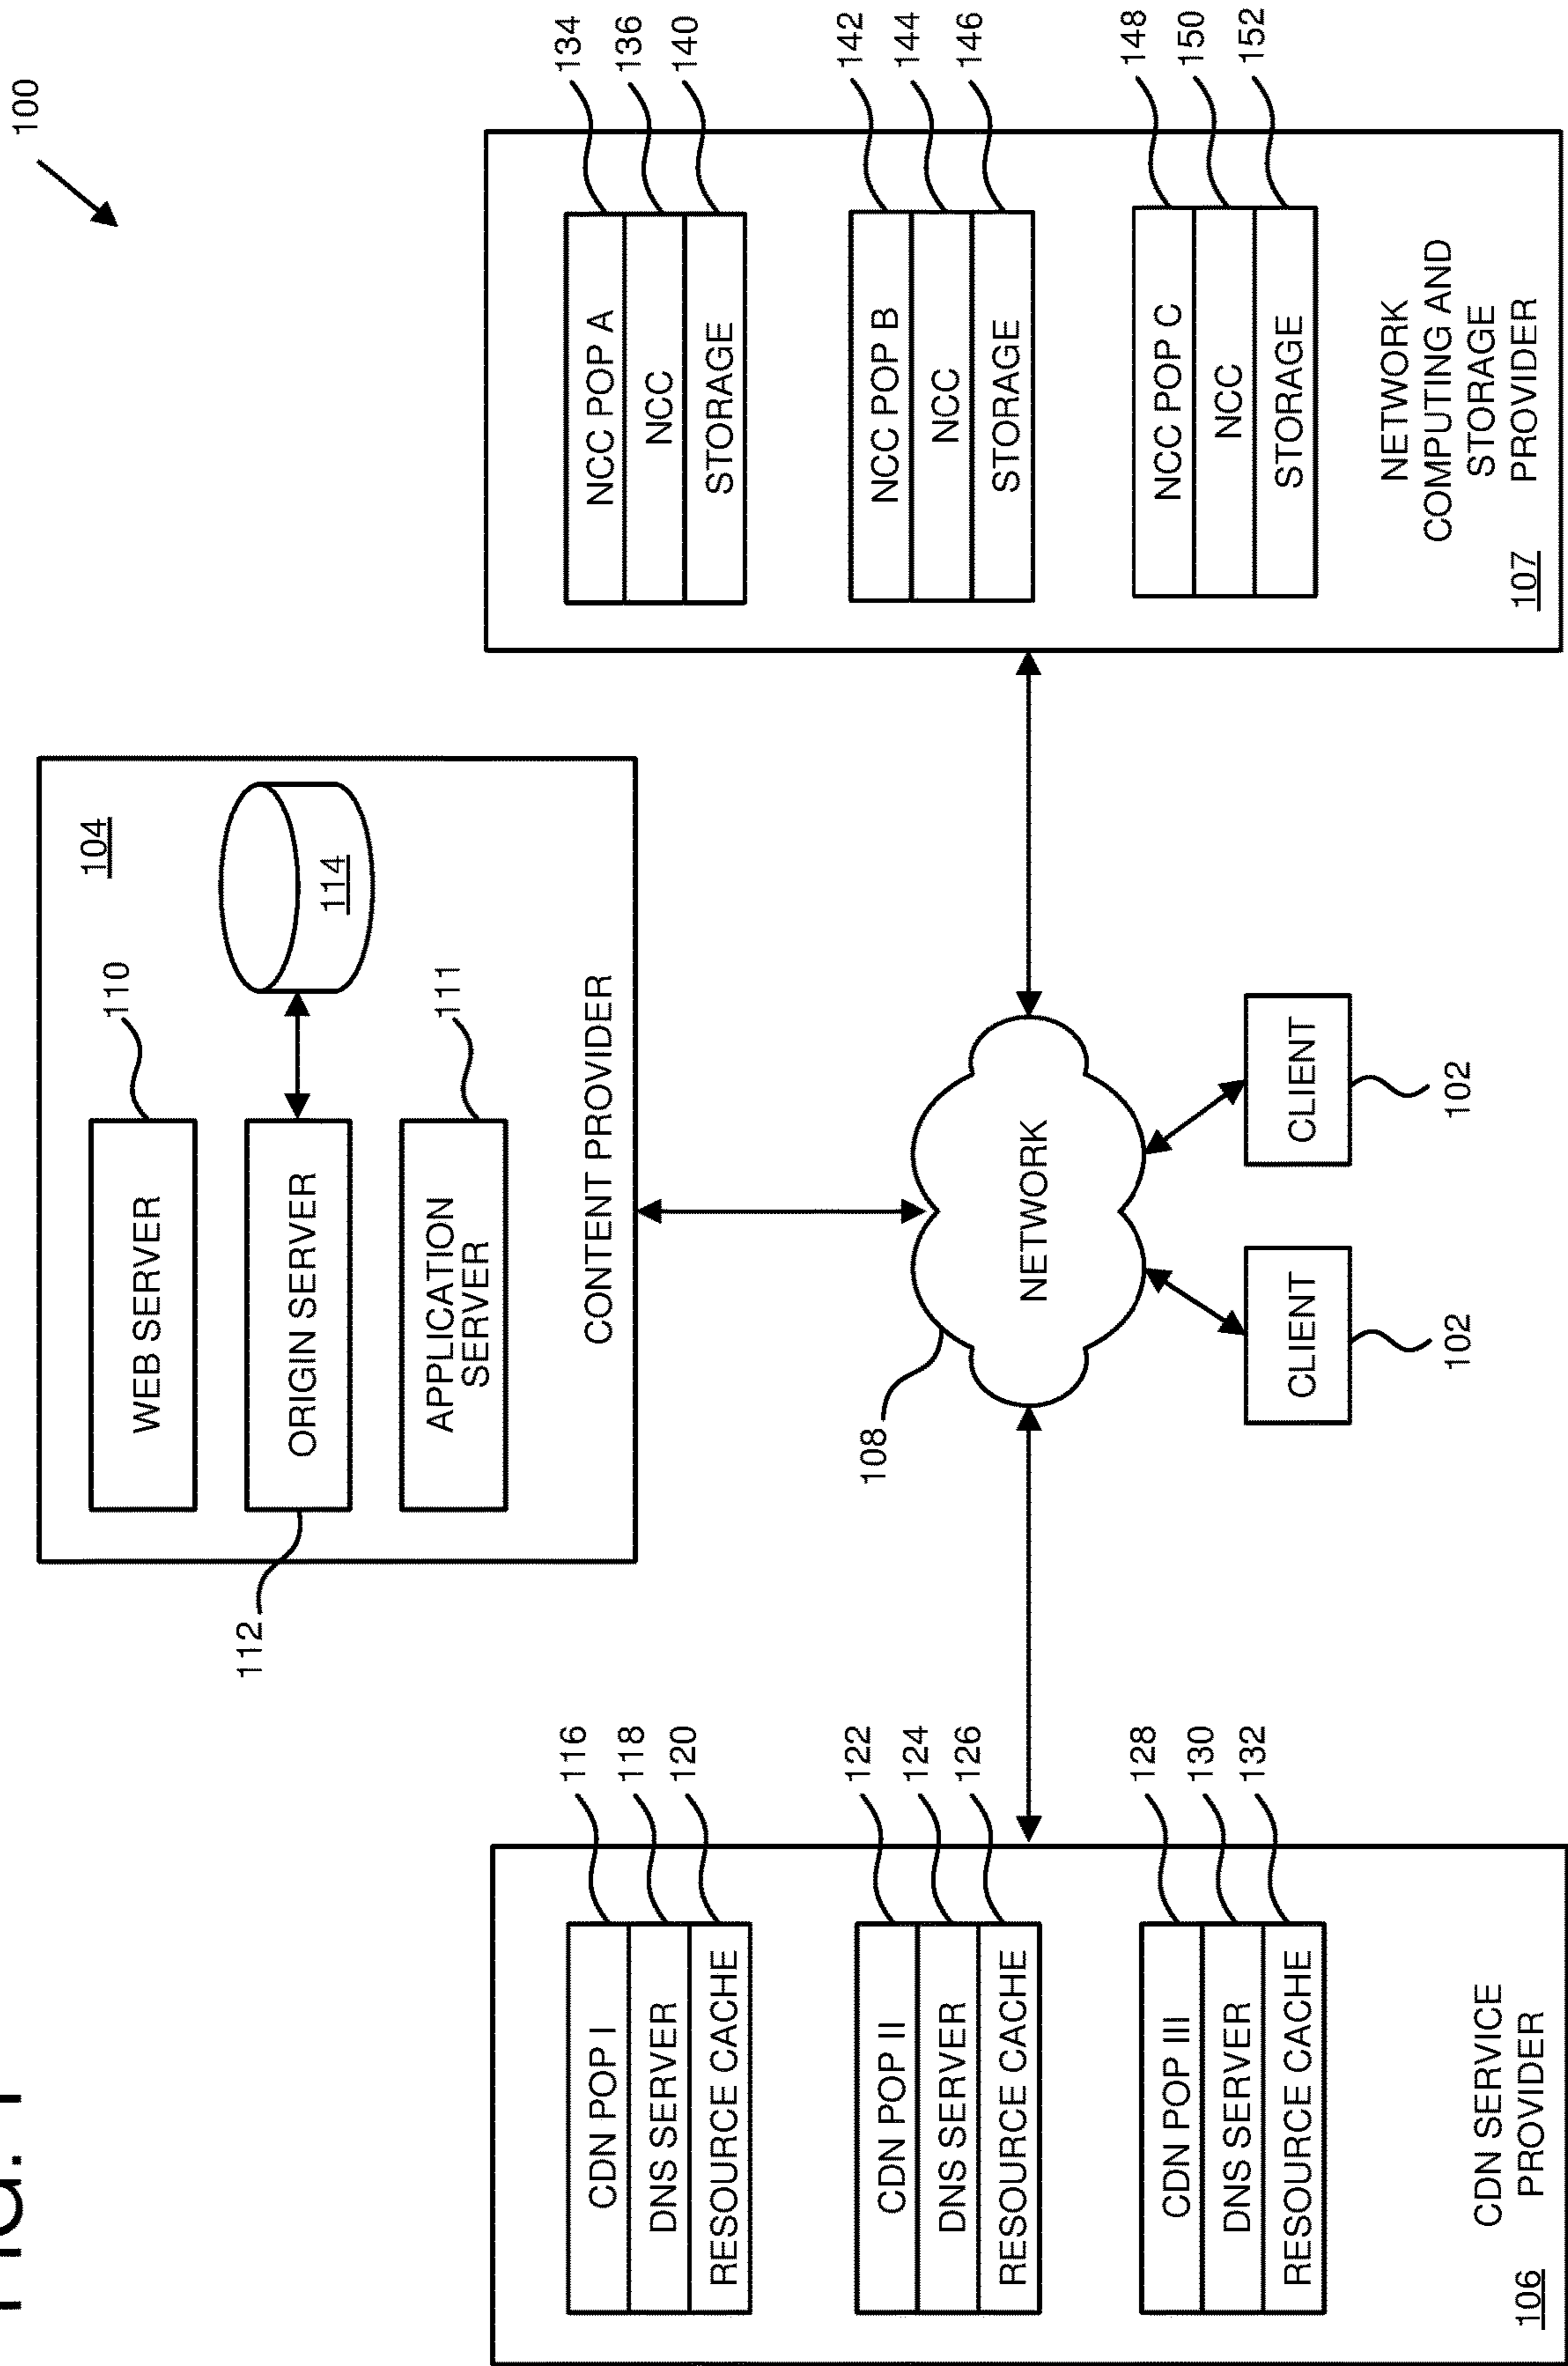 100
104
WEB SERVER
110
ORIGIN SERVER
112
114
APPLICATION
SERVER
111
CONTENT PROVIDER
CDN POP I
116
DNS SERVER
118
RESOURCE CACHE
120
CDN POP II
122
DNS SERVER
124
RESOURCE CACHE
126
CDN POP III
128
DNS SERVER
130
RESOURCE CACHE
132
CDN SERVICE
PROVIDER
106
NETWORK
108
CLIENT
102
CLIENT
102
NCC POP A
134
NCC
136
STORAGE
140
NCC POP B
142
NCC
144
STORAGE
146
NCC POP C
148
NCC
150
STORAGE
152
NETWORK
COMPUTING AND
STORAGE
PROVIDER
107